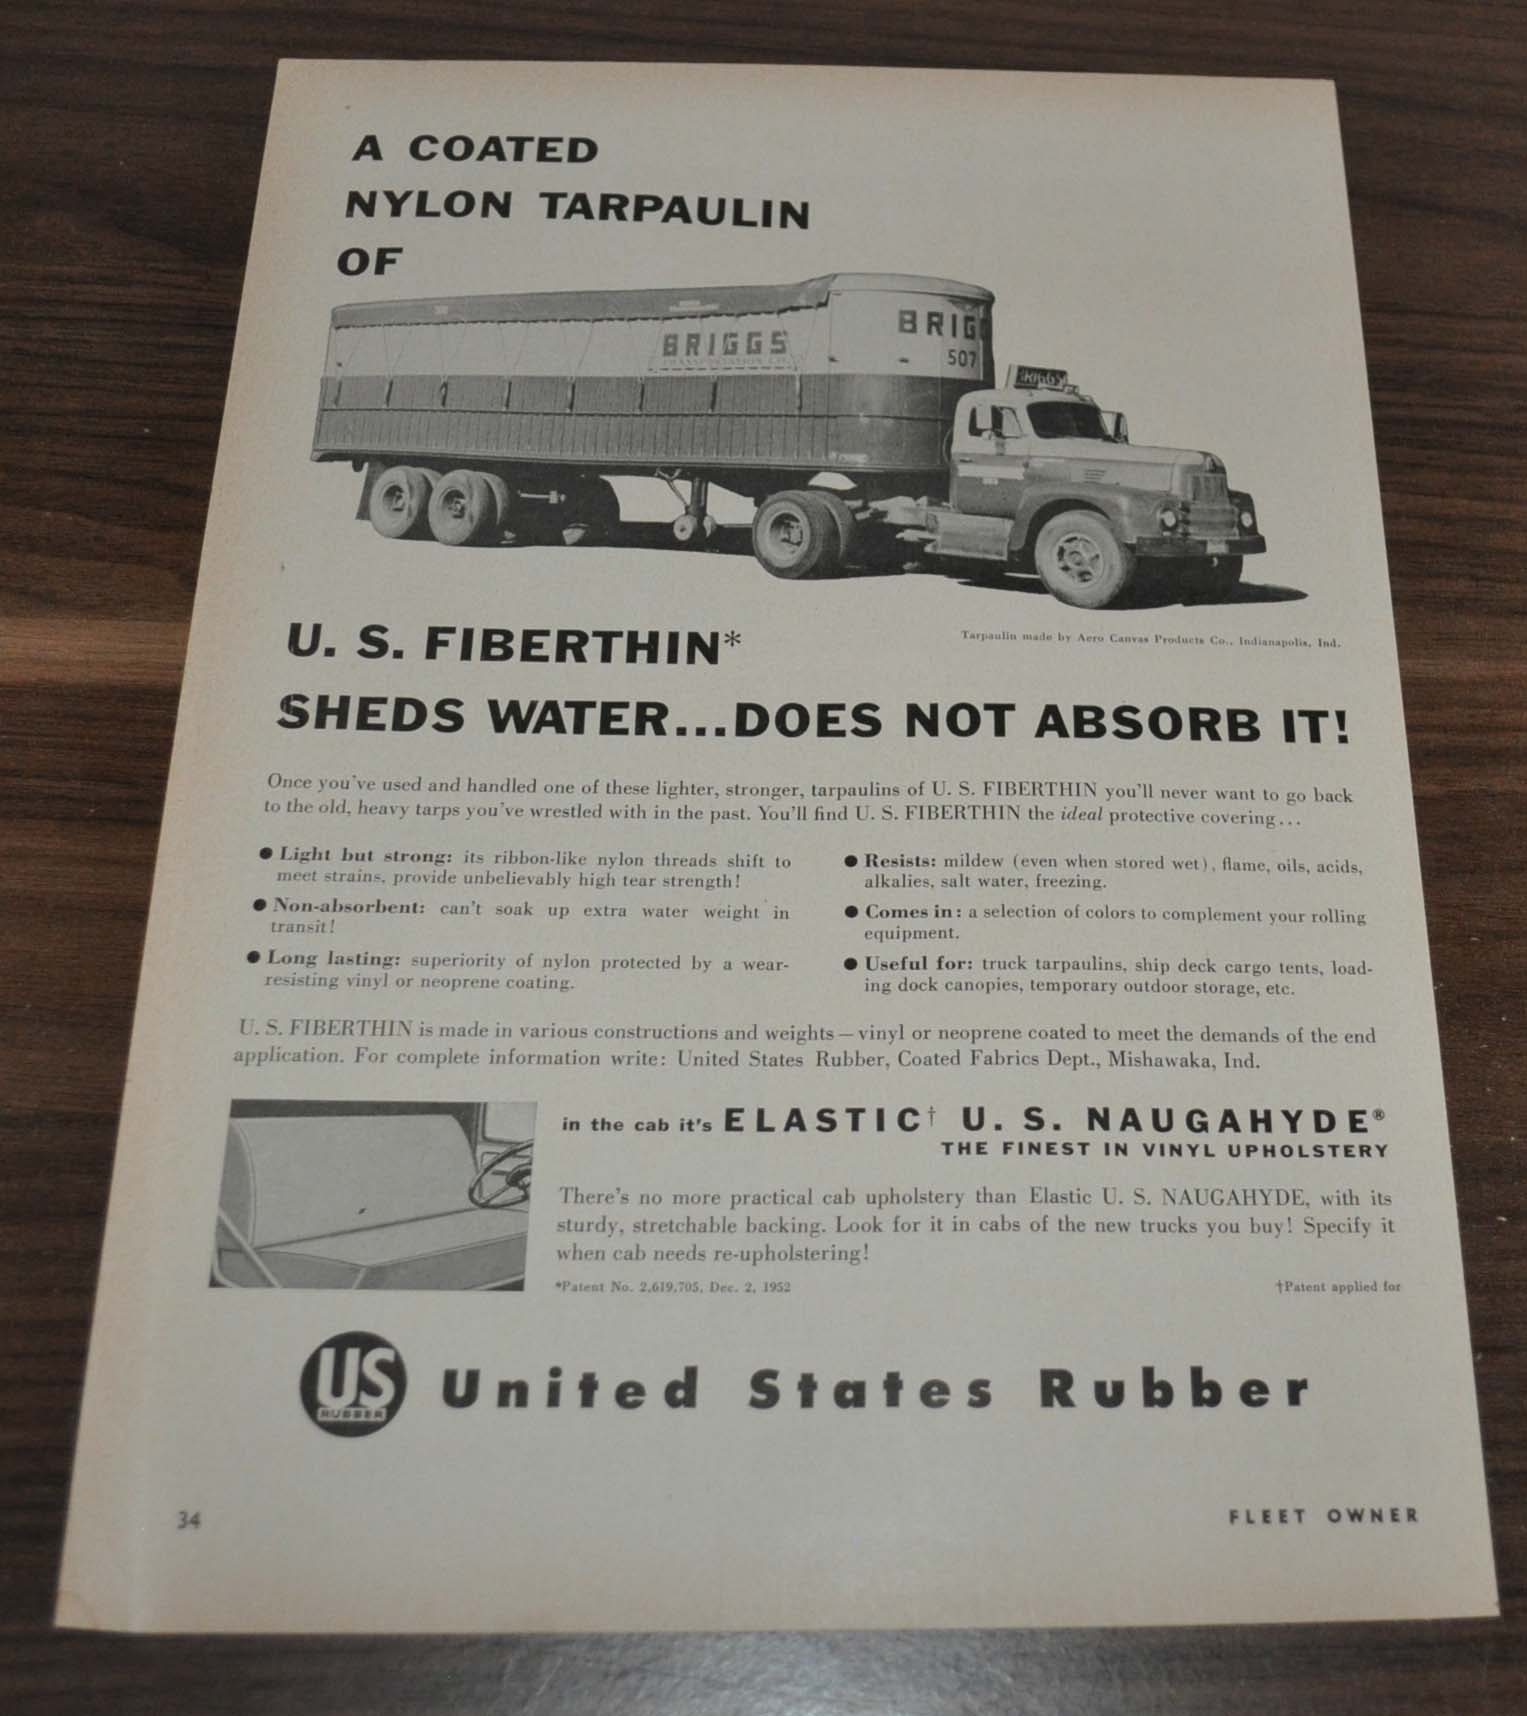 A COATED
NYLON TARPAULIN
OF
BRIGGS
BRIG
507
U. S. FIBERTHIN*
Tarpaulin made by Aero Canvas Products Co., Indianapolis, Ind.
SHEDS WATER...DOES NOT ABSORB IT!
Once you've used and handled one of these lighter, stronger, tarpaulins of U. S. FIBERTHIN you'll never want to go back
to the old, heavy tarps you've wrestled with in the past. You'll find U. S. FIBERTHIN the ideal protective covering...
● Light but strong: its ribbon-like nylon threads shift to
meet strains, provide unbelievably high tear strength!
● Non-absorbent: can't soak up extra water weight in
transit!
● Long lasting: superiority of nylon protected by a wear-
resisting vinyl or neoprene coating.
● Resists: mildew (even when stored wet), flame, oils, acids,
alkalies, salt water, freezing.
● Comes in: a selection of colors to complement your rolling
equipment.
● Useful for: truck tarpaulins, ship deck cargo tents, load-
ing dock canopies, temporary outdoor storage, etc.
U. S. FIBERTHIN is made in various constructions and weights — vinyl or neoprene coated to meet the demands of the end
application. For complete information write: United States Rubber, Coated Fabrics Dept., Mishawaka, Ind.
in the cab it's ELASTIC† U. S. NAUGAHYDE®
THE FINEST IN VINYL UPHOLSTERY
There's no more practical cab upholstery than Elastic U. S. NAUGAHYDE, with its
sturdy, stretchable backing. Look for it in cabs of the new trucks you buy! Specify it
when cab needs re-upholstering!
*Patent No. 2,619,705, Dec. 2, 1952
†Patent applied for
US
RUBBER
United States Rubber
34
FLEET OWNER